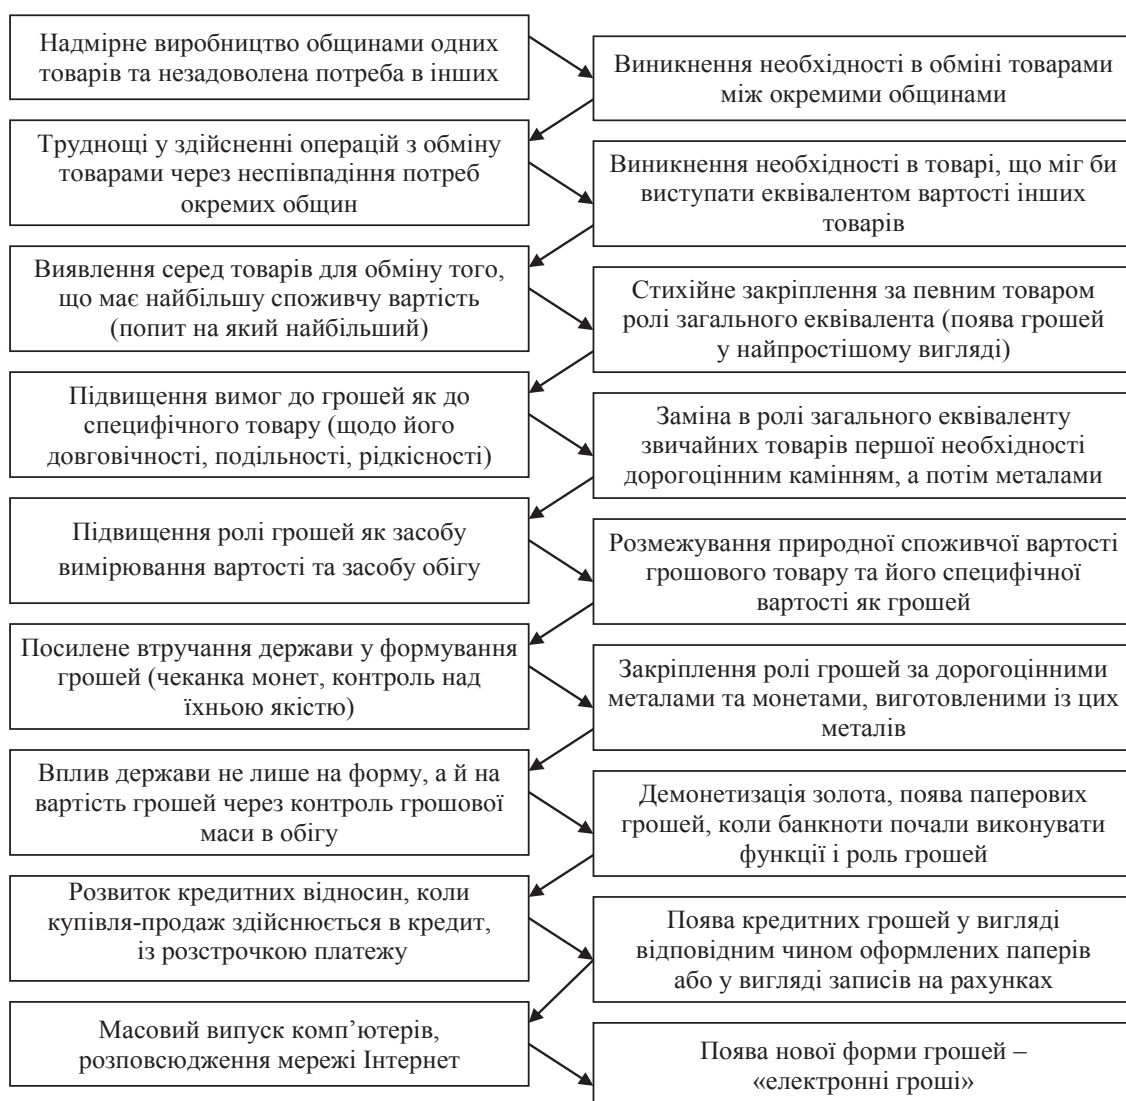 Надмірне виробництво общинами одних
товарів та незадоволена потреба в інших
Виникнення необхідності в обміні товарами
між окремими общинами
Труднощі у здійсненні операцій з обміну
товарами через неспівпадіння потреб
окремих общин
Виникнення необхідності в товарі, що міг би
виступати еквівалентом вартості інших
товарів
Виявлення серед товарів для обміну того,
що має найбільшу споживчу вартість
(попит на який найбільший)
Стихійне закріплення за певним товаром
ролі загального еквівалента (поява грошей
у найпростішому вигляді)
Підвищення вимог до грошей як до
специфічного товару (щодо його
довговічності, подільності, рідкісності)
Заміна в ролі загального еквіваленту
звичайних товарів першої необхідності
дорогоцінним камінням, а потім металами
Підвищення ролі грошей як засобу
вимірювання вартості та засобу обігу
Розмежування природної споживчої вартості
грошового товару та його специфічної
вартості як грошей
Посилене втручання держави у формування
грошей (чеканка монет, контроль над
їхньою якістю)
Закріплення ролі грошей за дорогоцінними
металами та монетами, виготовленими із цих
металів
Вплив держави не лише на форму, а й на
вартість грошей через контроль грошової
маси в обігу
Демонетизація золота, поява паперових
грошей, коли банкноти почали виконувати
функції і роль грошей
Розвиток кредитних відносин, коли
купівля-продаж здійснюється в кредит,
із розстрочкою платежу
Поява кредитних грошей у вигляді
відповідним чином оформлених паперів
або у вигляді записів на рахунках
Масовий випуск комп’ютерів,
розповсюдження мережі Інтернет
Поява нової форми грошей –
«електронні гроші»